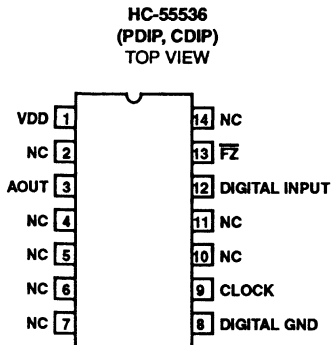 HC-55536
(PDIP, CDIP)
TOP VIEW
VDD 1 14 NC
NC 2 13 F̅Z̅
AOUT 3 12 DIGITAL INPUT
NC 4 11 NC
NC 5 10 NC
NC 6 9 CLOCK
NC 7 8 DIGITAL GND